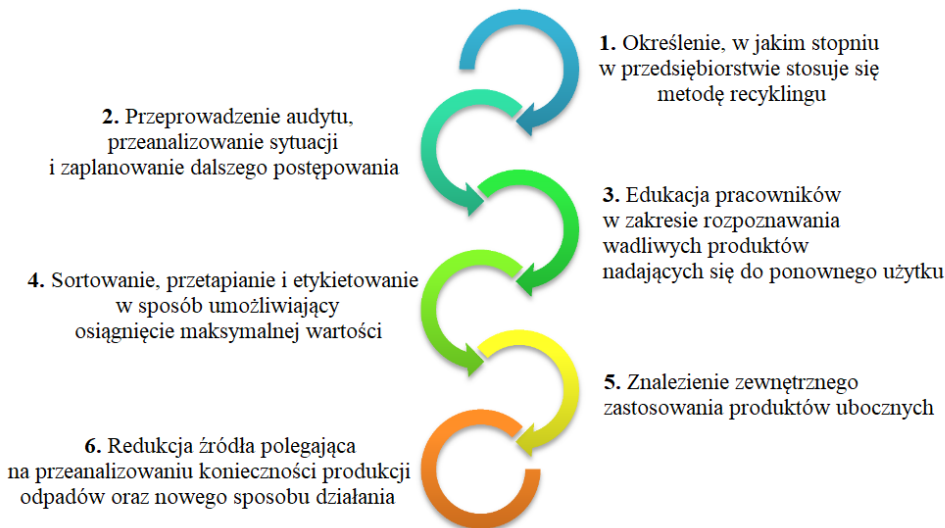 1. Określenie, w jakim stopniu
w przedsiębiorstwie stosuje się
metodę recyklingu
2. Przeprowadzenie audytu,
przeanalizowanie sytuacji
i zaplanowanie dalszego postępowania
3. Edukacja pracowników
w zakresie rozpoznawania
wadliwych produktów
nadających się do ponownego użytku
4. Sortowanie, przetapianie i etykietowanie
w sposób umożliwiający
osiągnięcie maksymalnej wartości
5. Znalezienie zewnętrznego
zastosowania produktów ubocznych
6. Redukcja źródła polegająca
na przeanalizowaniu konieczności produkcji
odpadów oraz nowego sposobu działania